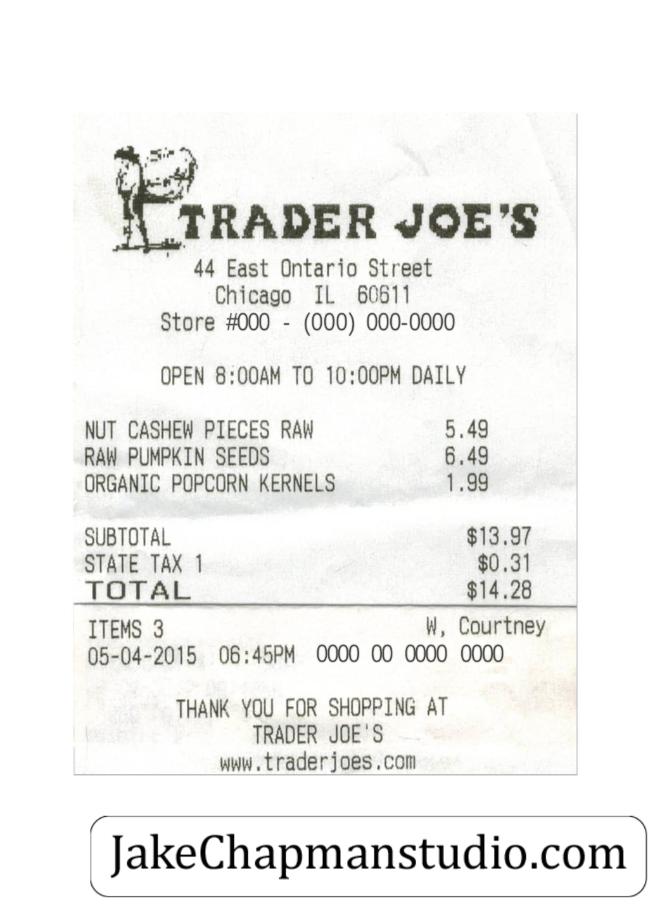 TRADER JOE'S
44 East Ontario Street
Chicago IL 60611
Store #000 - (000) 000-0000
OPEN 8:00AM TO 10:00PM DAILY
NUT CASHEW PIECES RAW 5.49
RAW PUMPKIN SEEDS 6.49
ORGANIC POPCORN KERNELS 1.99
SUBTOTAL $13.97
STATE TAX 1 $0.31
TOTAL $14.28
ITEMS 3 W, Courtney
05-04-2015 06:45PM 0000 00 0000 0000
THANK YOU FOR SHOPPING AT
TRADER JOE'S
www.traderjoes.com
JakeChapmanstudio.com